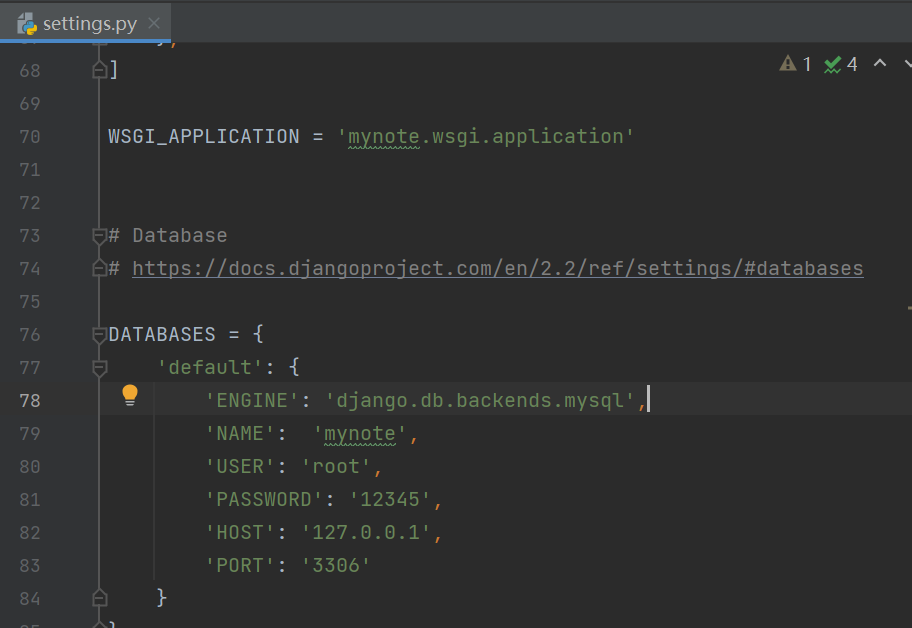 settings.py
68 ]
1 4
69
70 WSGI_APPLICATION = 'mynote.wsgi.application'
71
72
73 # Database
74 # https://docs.djangoproject.com/en/2.2/ref/settings/#databases
75
76 DATABASES = {
77 'default': {
78 'ENGINE': 'django.db.backends.mysql',
79 'NAME':  'mynote',
80 'USER': 'root',
81 'PASSWORD': '12345',
82 'HOST': '127.0.0.1',
83 'PORT': '3306'
84 }